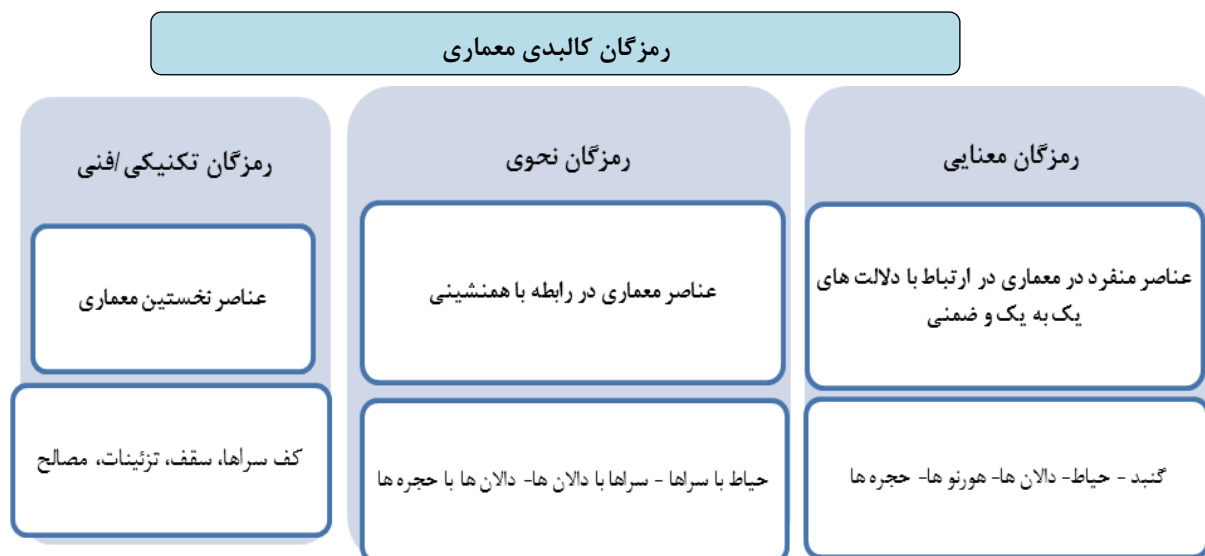 رمزگان کالبدی معماری
رمزگان معنایی
عناصر منفرد در معماری در ارتباط با دلالت های
یک به یک و ضمنی
گنبد - حیاط- دالان ها- هورنو ها- حجره ها
رمزگان نحوی
عناصر معماری در رابطه با همنشینی
حیاط با سراها - سراها با دالان ها- دالان ها با حجره ها
رمزگان تکنیکی/فنی
عناصر نخستین معماری
کف سراها، سقف، تزئینات، مصالح